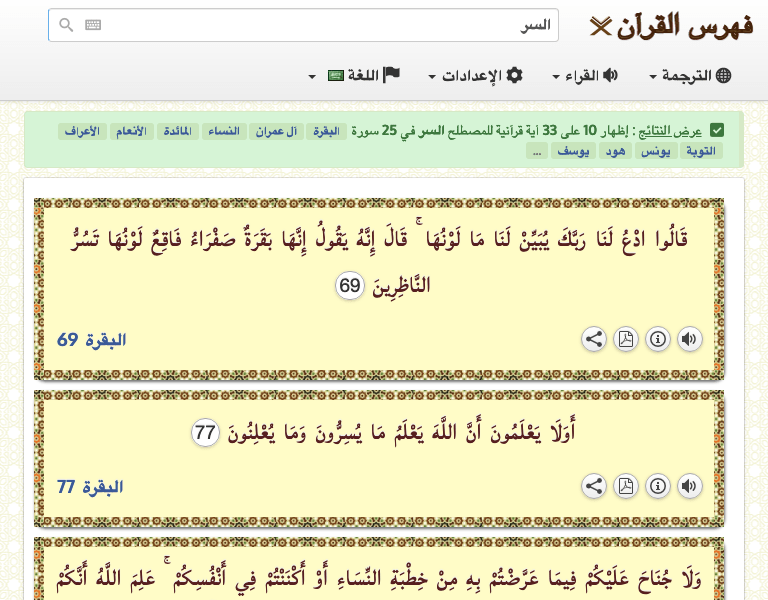 فهرس القرآن
السر
الترجمة
القراء
الإعدادات
اللغة
عرض النتائج : إظهار 10 على 33 آية قرآنية للمصطلح السر في 25 سورة البقرة آل عمران النساء المائدة الأنعام الأعراف
التوبة يونس هود يوسف ...
قَالُوا ادْعُ لَنَا رَبَّكَ يُبَيِّنْ لَنَا مَا لَوْنُهَا ۚ قَالَ إِنَّهُ يَقُولُ إِنَّهَا بَقَرَةٌ صَفْرَاءُ فَاقِعٌ لَوْنُهَا تَسُرُّ
النَّاظِرِينَ 69
البقرة 69
أَوَلَا يَعْلَمُونَ أَنَّ اللَّهَ يَعْلَمُ مَا يُسِرُّونَ وَمَا يُعْلِنُونَ 77
البقرة 77
وَلَا جُنَاحَ عَلَيْكُمْ فِيمَا عَرَّضْتُمْ بِهِ مِنْ خِطْبَةِ النِّسَاءِ أَوْ أَكْنَنْتُمْ فِي أَنْفُسِكُمْ ۚ عَلِمَ اللَّهُ أَنَّكُمْ